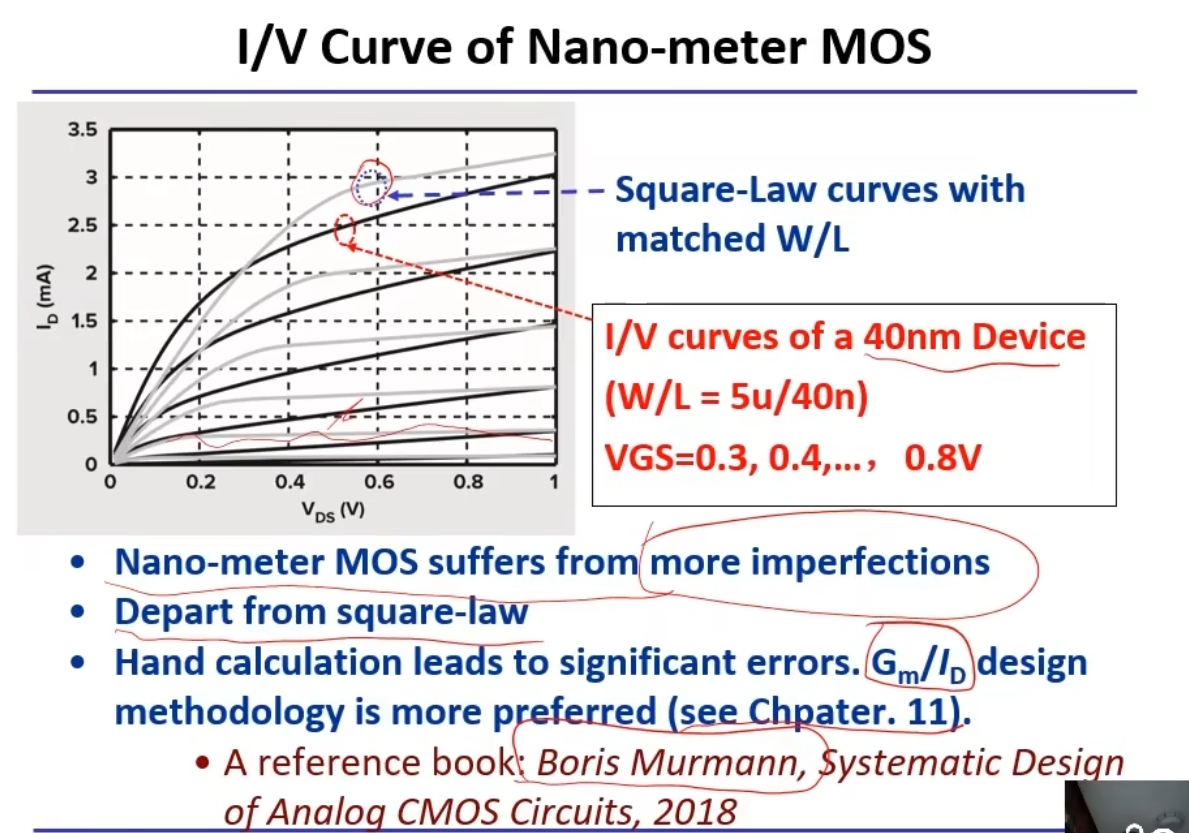 I/V Curve of Nano-meter MOS
3.5
3
2.5
2
1.5
1
0.5
0
I_D (mA)
0
0.2
0.4
0.6
0.8
1
V_DS (V)
Square-Law curves with
matched W/L
I/V curves of a 40nm Device
(W/L = 5u/40n)
VGS=0.3, 0.4,..., 0.8V
• Nano-meter MOS suffers from more imperfections
• Depart from square-law
• Hand calculation leads to significant errors. G_m/I_D design
methodology is more preferred (see Chpater. 11).
• A reference book: Boris Murmann, Systematic Design
of Analog CMOS Circuits, 2018